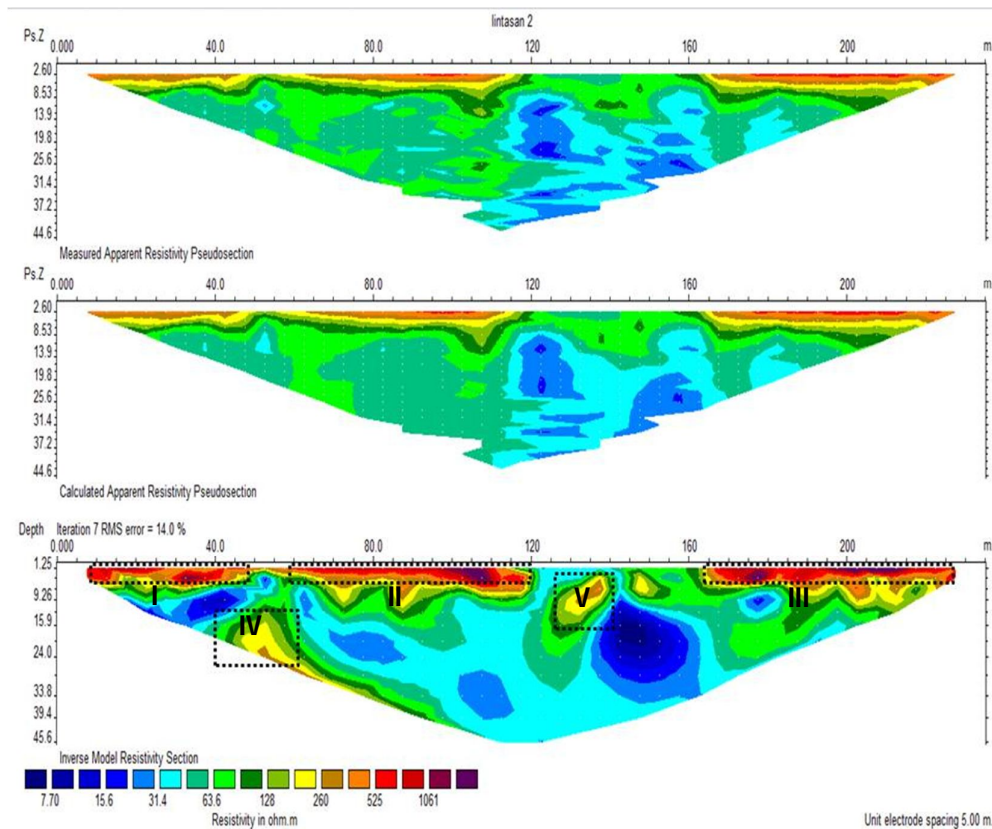 lintasan 2
Ps.Z 0.000 40.0 80.0 120 160 200 m.
2.60
8.53
13.9
19.8
25.6
31.4
37.2
44.6
Measured Apparent Resistivity Pseudosection
Ps.Z 0.000 40.0 80.0 120 160 200 m.
2.60
8.53
13.9
19.8
25.6
31.4
37.2
44.6
Calculated Apparent Resistivity Pseudosection
Depth Iteration 7 RMS error = 14.0 %
0.000 40.0 80.0 120 160 200 m.
1.25
9.26
15.9
24.0
33.8
39.4
45.6
I II III IV V
Inverse Model Resistivity Section
7.70 15.6 31.4 63.6 128 260 525 1061
Resistivity in ohm.m
Unit electrode spacing 5.00 m.